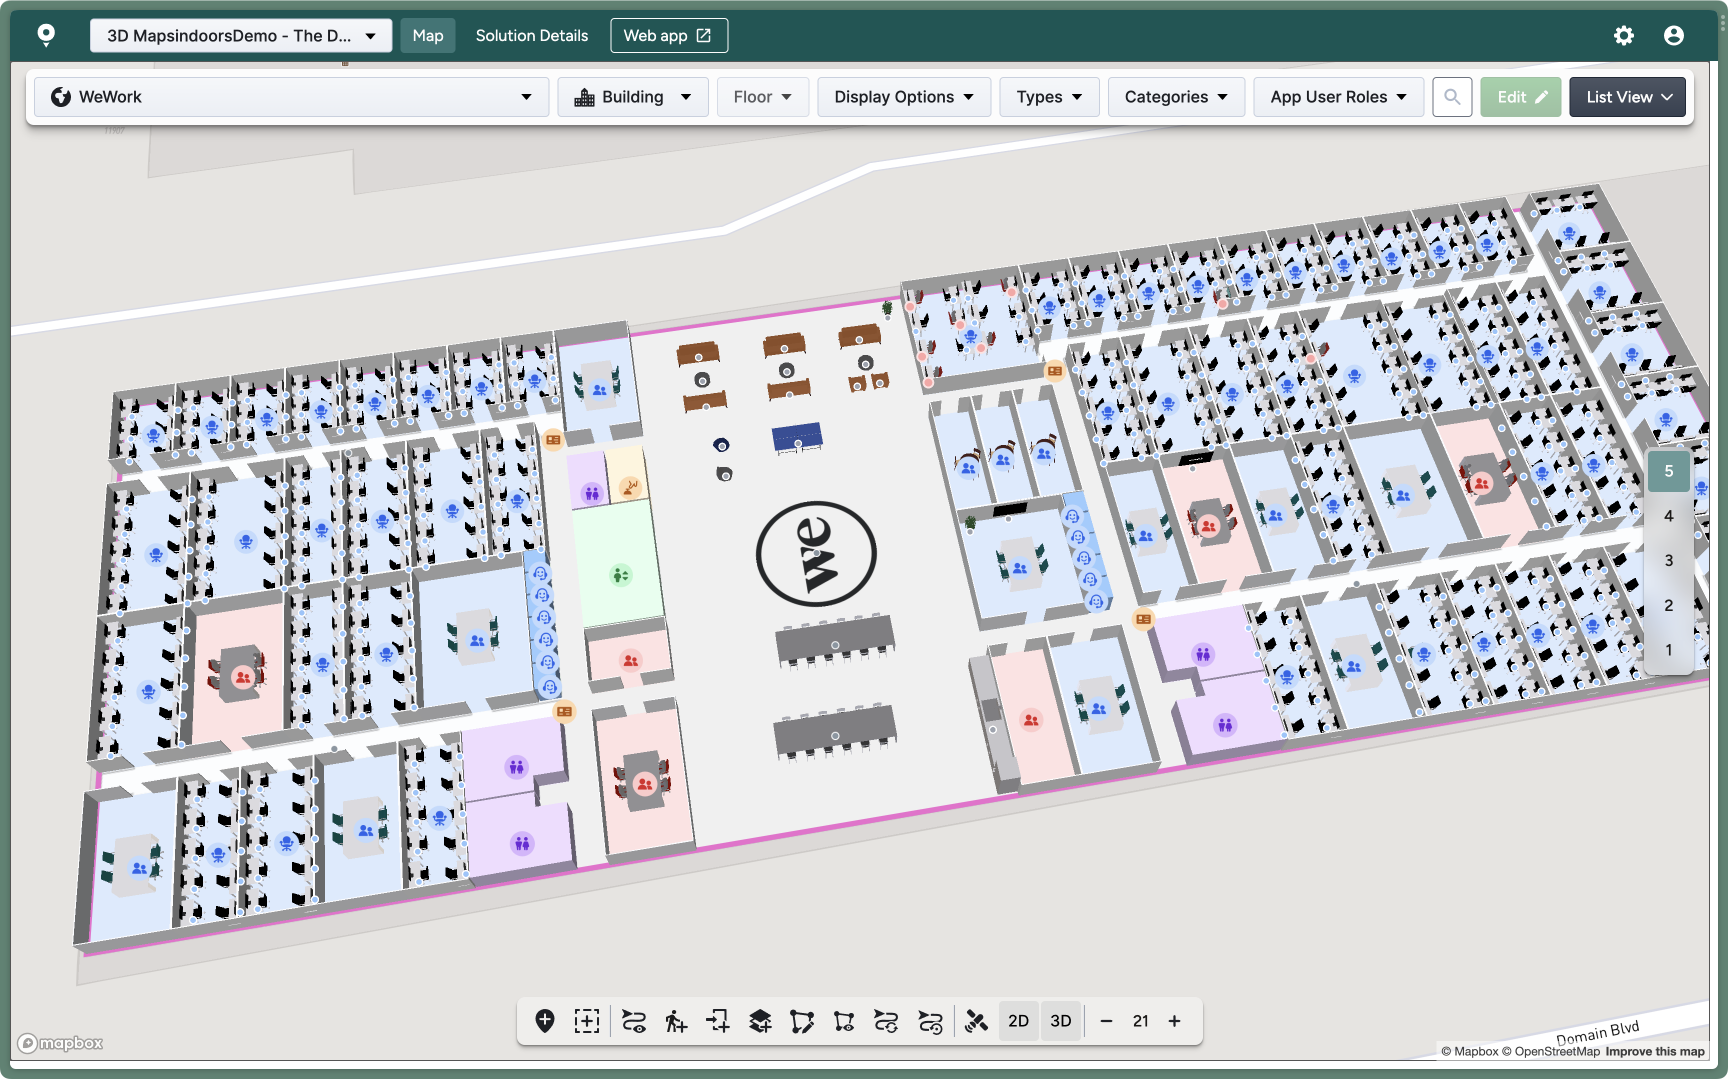 3D MapsindoorsDemo - The D...
Map
Solution Details
Web app
WeWork
Building
Floor
Display Options
Types
Categories
App User Roles
Edit
List View
11907
we
5
4
3
2
1
2D
3D
21
Domain Blvd
mapbox
© Mapbox © OpenStreetMap Improve this map